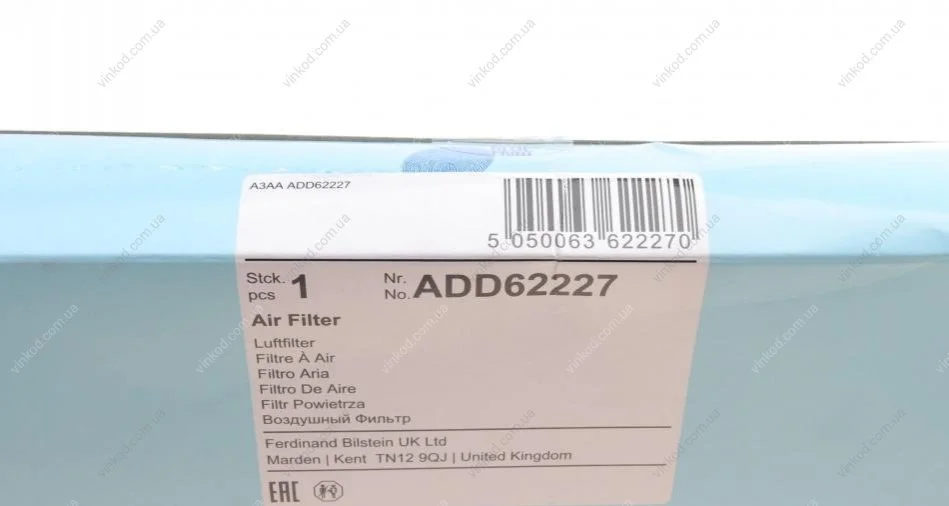 A3AA ADD62227
5 050063 622270
Stck. pcs 1 Nr. No. ADD62227
Air Filter
Luftfilter
Filtre À Air
Filtro Aria
Filtro De Aire
Filtr Powietrza
Воздушный Фильтр
Ferdinand Bilstein UK Ltd
Marden | Kent TN12 9QJ | United Kingdom
EAC
vinkod.com.ua